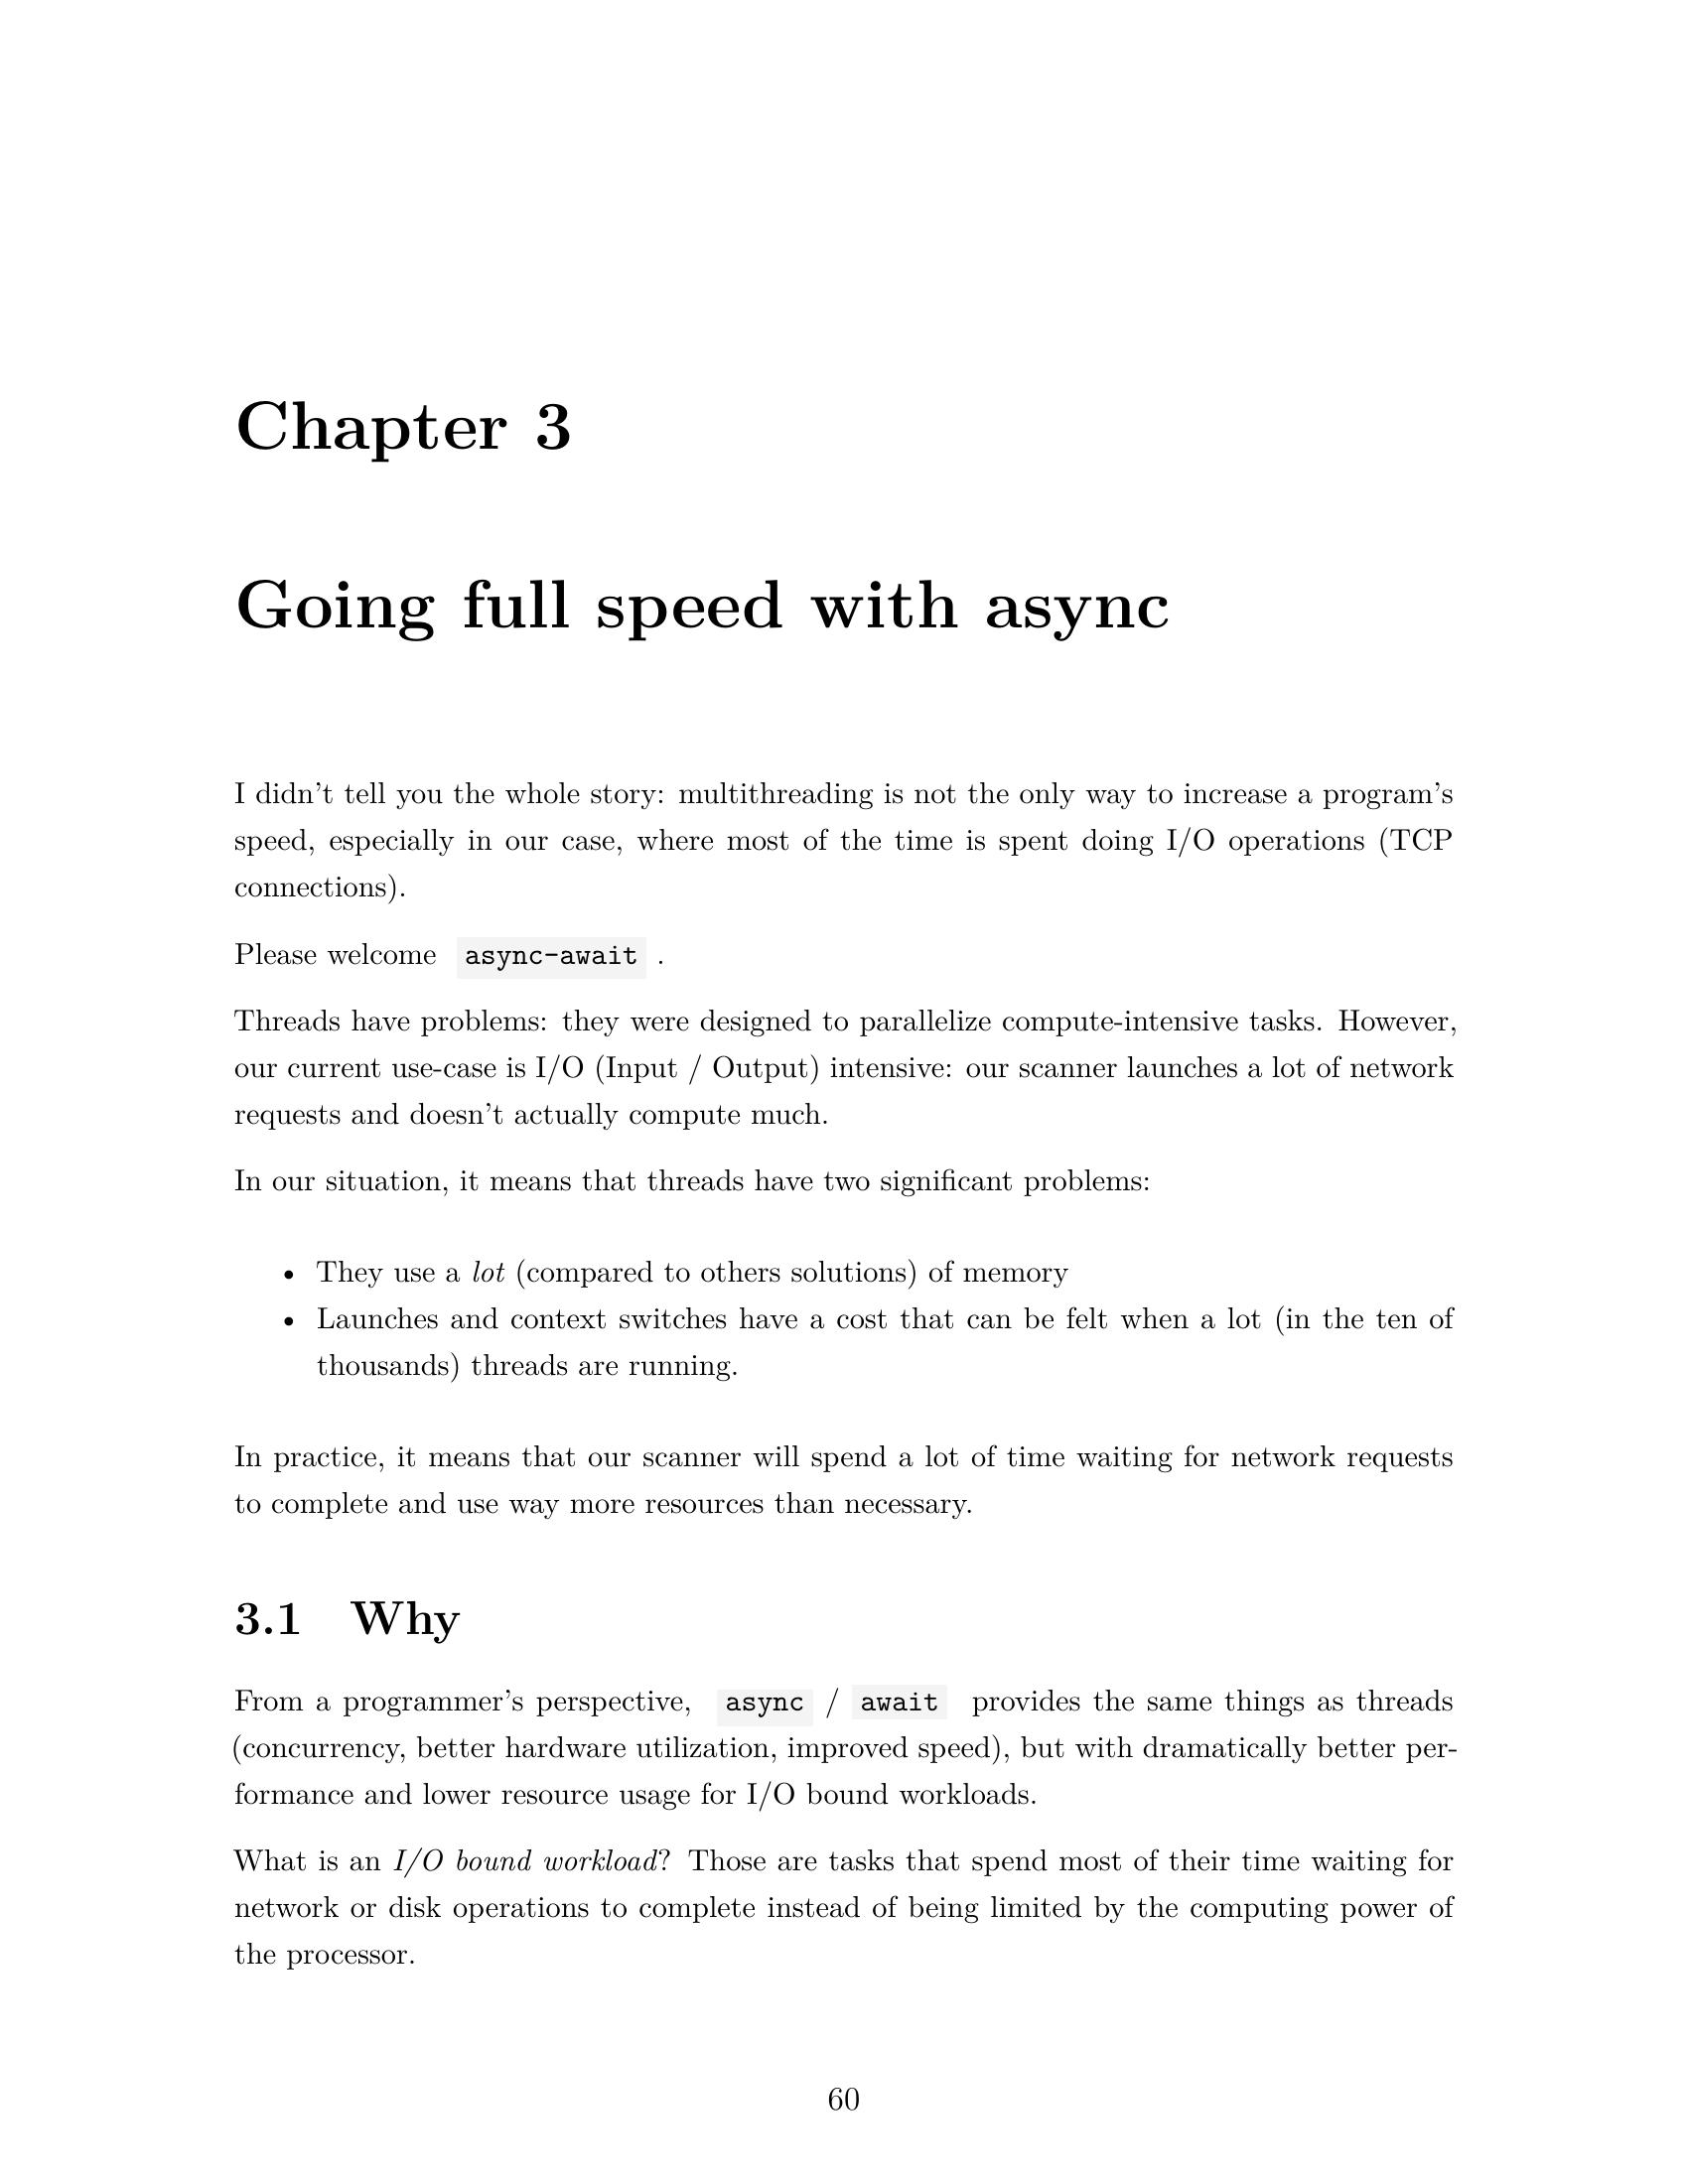 Chapter 3
Going full speed with async
I didn't tell you the whole story: multithreading is not the only way to increase a program's
speed, especially in our case, where most of the time is spent doing I/O operations (TCP
connections).
Please welcome async-await .
Threads have problems: they were designed to parallelize compute-intensive tasks. However,
our current use-case is I/O (Input / Output) intensive: our scanner launches a lot of network
requests and doesn't actually compute much.
In our situation, it means that threads have two significant problems:
• They use a lot (compared to others solutions) of memory
• Launches and context switches have a cost that can be felt when a lot (in the ten of
thousands) threads are running.
In practice, it means that our scanner will spend a lot of time waiting for network requests
to complete and use way more resources than necessary.
3.1 Why
From a programmer's perspective, async / await provides the same things as threads
(concurrency, better hardware utilization, improved speed), but with dramatically better per-
formance and lower resource usage for I/O bound workloads.
What is an I/O bound workload? Those are tasks that spend most of their time waiting for
network or disk operations to complete instead of being limited by the computing power of
the processor.
60